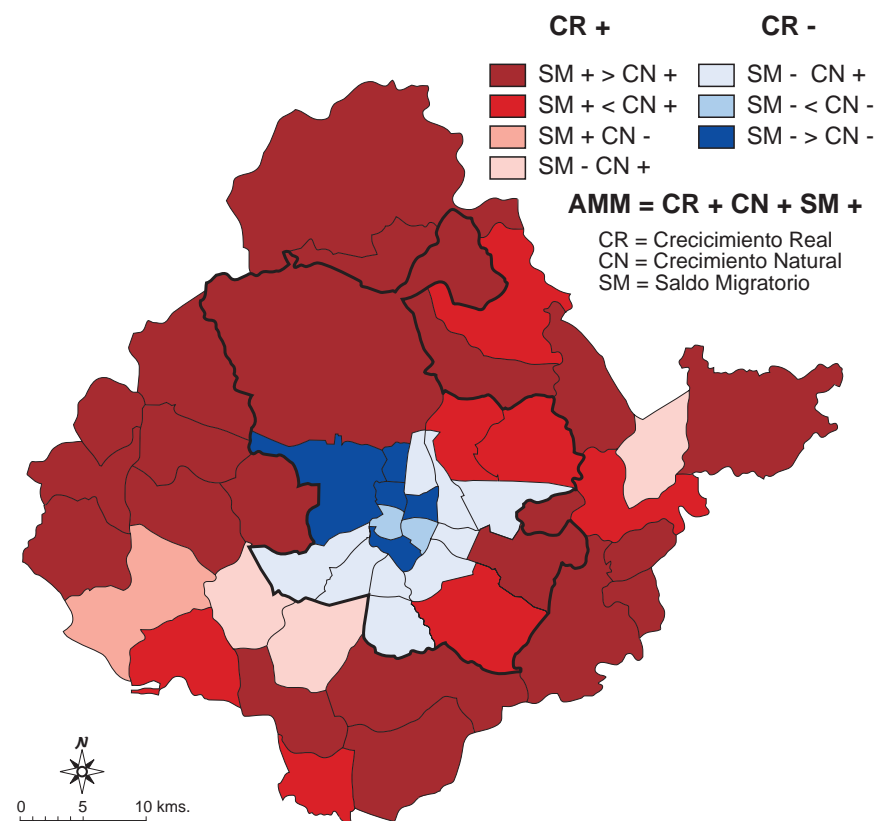 CR + CR -
SM + > CN + SM - CN +
SM + < CN + SM - < CN -
SM + CN - SM - > CN -
SM - CN +
AMM = CR + CN + SM +
CR = Crecicimiento Real
CN = Crecimiento Natural
SM = Saldo Migratorio
N
0 5 10 kms.